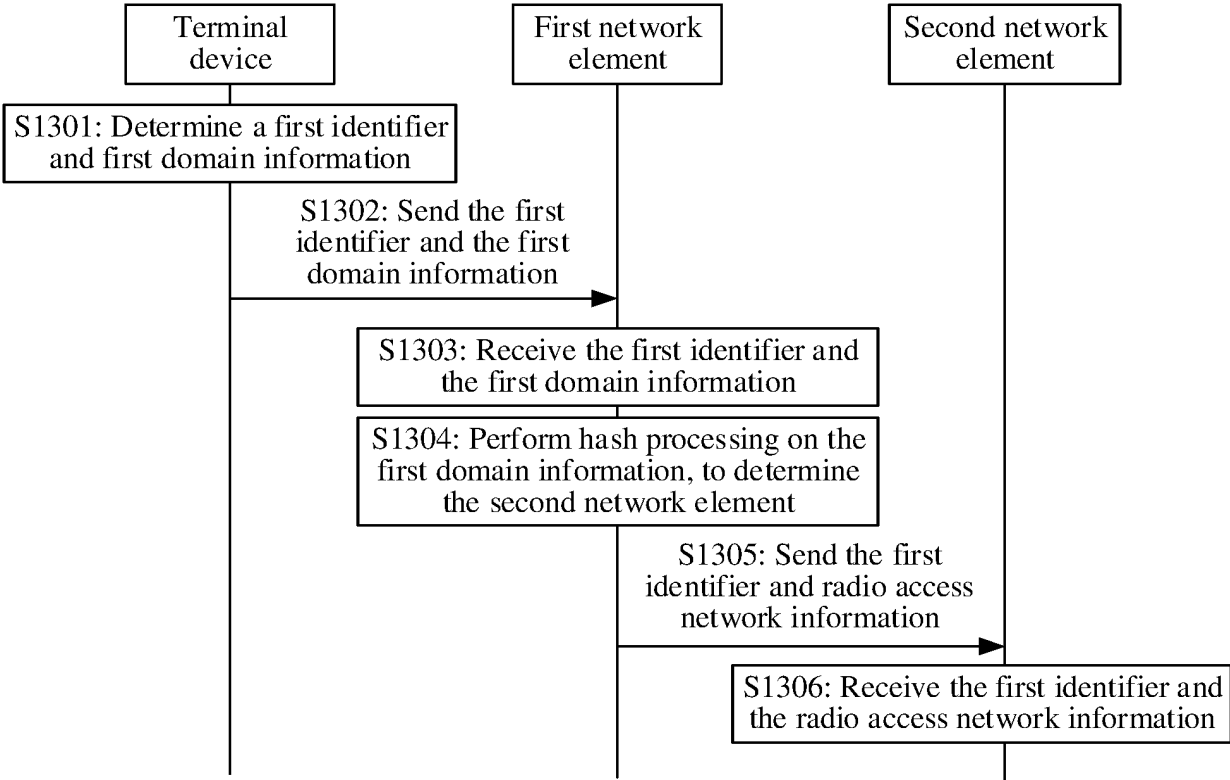 Terminal
device
First network
element
Second network
element
S1301: Determine a first identifier
and first domain information
S1302: Send the first
identifier and the first
domain information
S1303: Receive the first identifier and
the first domain information
S1304: Perform hash processing on the
first domain information, to determine
the second network element
S1305: Send the first
identifier and radio access
network information
S1306: Receive the first identifier and
the radio access network information